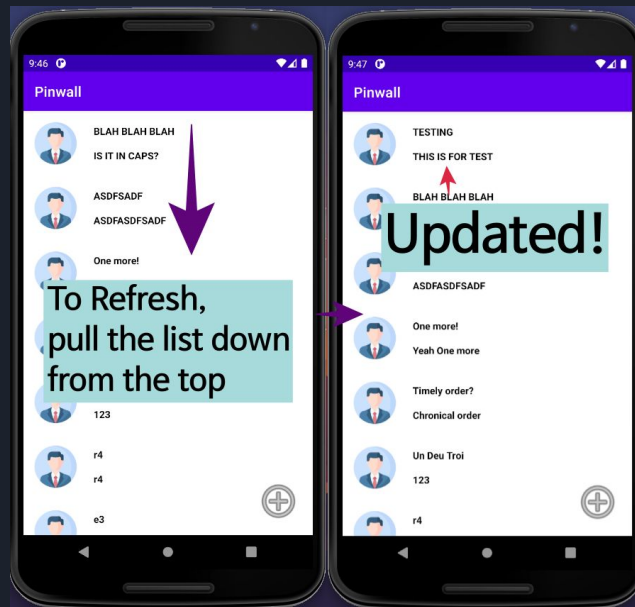 9:46
Pinwall
BLAH BLAH BLAH
IS IT IN CAPS?
ASDFSADF
ASDFASDFSADF
One more!
To Refresh,
pull the list down
from the top
123
r4
r4
e3
9:47
Pinwall
TESTING
THIS IS FOR TEST
BLAH BLAH BLAH
Updated!
ASDFASDFSADF
One more!
Yeah One more
Timely order?
Chronical order
Un Deu Troi
123
r4